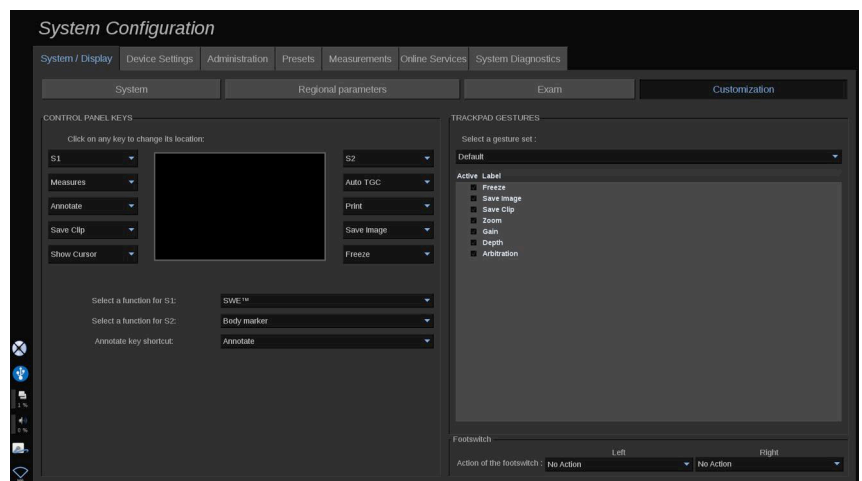 System Configuration
System / Display Device Settings Administration Presets Measurements Online Services System Diagnostics
System Regional parameters Exam Customization
CONTROL PANEL KEYS
Click on any key to change its location:
S1 S2
Measures Auto TGC
Annotate Print
Save Clip Save Image
Show Cursor Freeze
Select a function for S1: SWE™
Select a function for S2: Body marker
Annotate key shortcut: Annotate
TRACKPAD GESTURES
Select a gesture set :
Default
Active Label
Freeze
Save Image
Save Clip
Zoom
Gain
Depth
Arbitration
Footswitch
Left Right
Action of the footswitch : No Action No Action
1 %
0 %